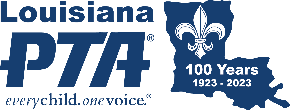 Louisiana
PTA®
everychild.onevoice.®
100 Years
1923 - 2023